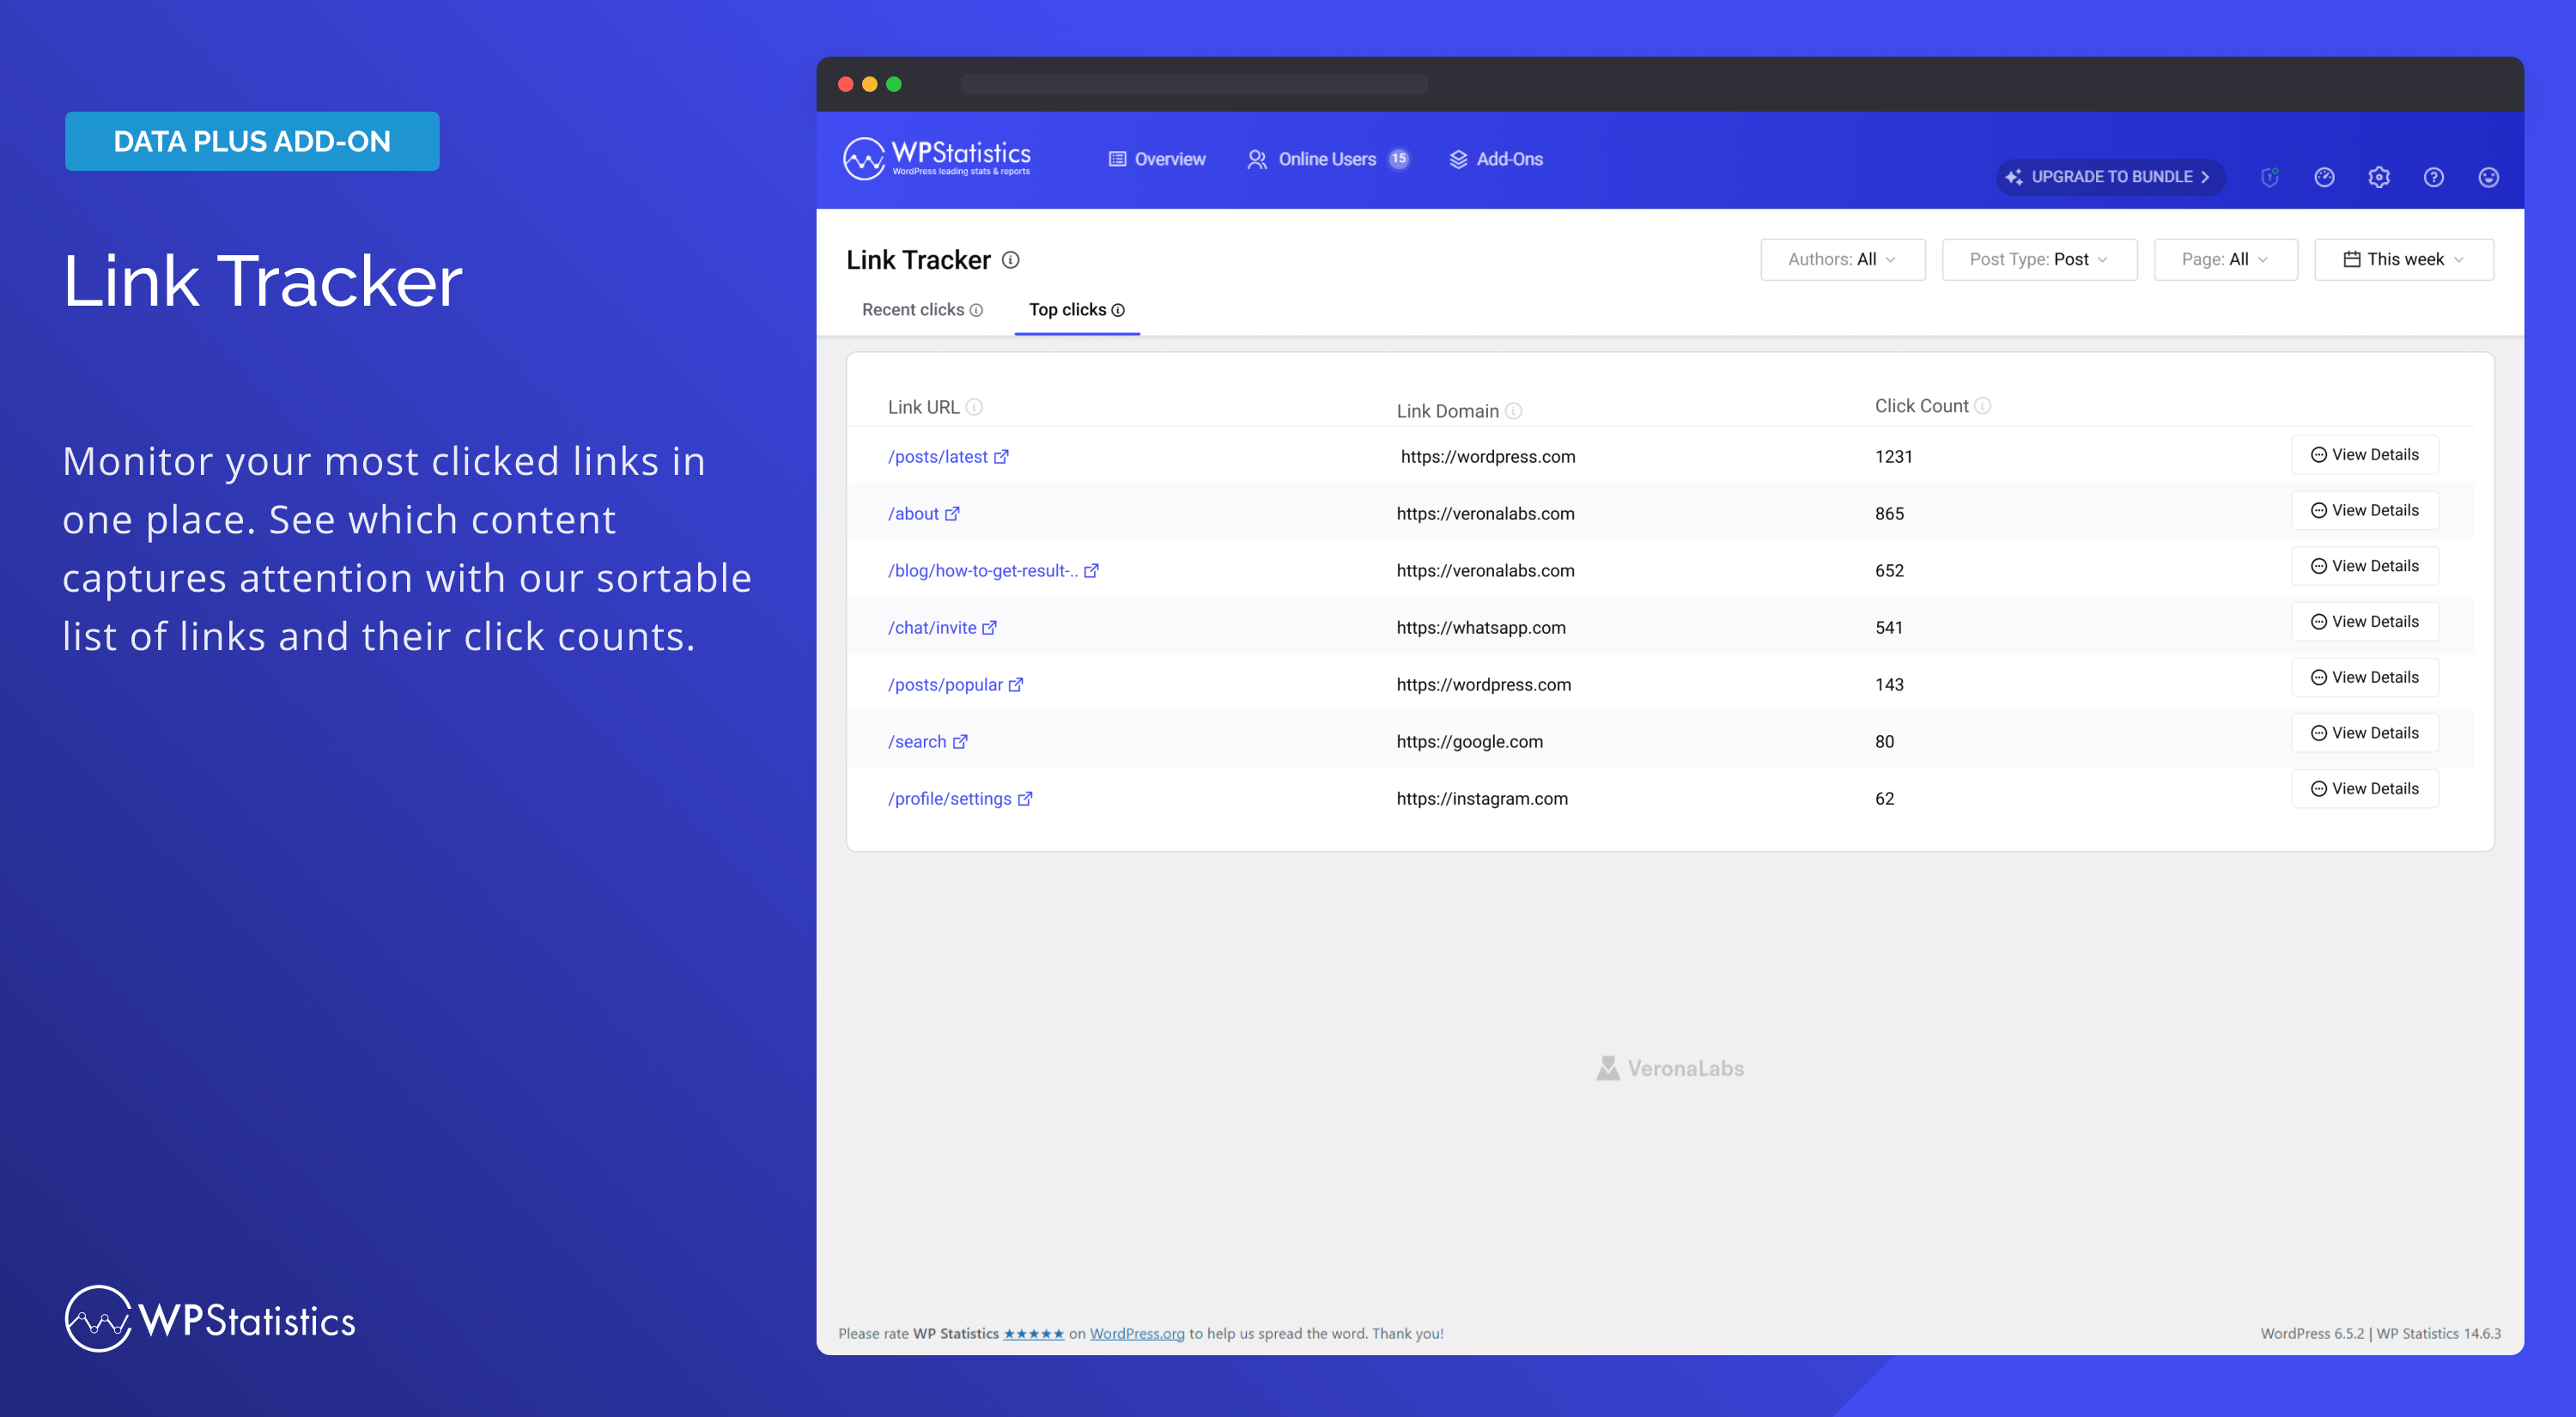 DATA PLUS ADD-ON
Link Tracker
Monitor your most clicked links in
one place. See which content
captures attention with our sortable
list of links and their click counts.
WPStatistics
WPStatistics
WordPress leading stats & reports
Overview
Online Users 15
Add-Ons
UPGRADE TO BUNDLE
Link Tracker
Authors: All
Post Type: Post
Page: All
This week
Recent clicks
Top clicks
Link URL Link Domain Click Count
/posts/latest https://wordpress.com 1231 View Details
/about https://veronalabs.com 865 View Details
/blog/how-to-get-result-.. https://veronalabs.com 652 View Details
/chat/invite https://whatsapp.com 541 View Details
/posts/popular https://wordpress.com 143 View Details
/search https://google.com 80 View Details
/profile/settings https://instagram.com 62 View Details
VeronaLabs
Please rate WP Statistics ★★★★★ on WordPress.org to help us spread the word. Thank you!
WordPress 6.5.2 | WP Statistics 14.6.3